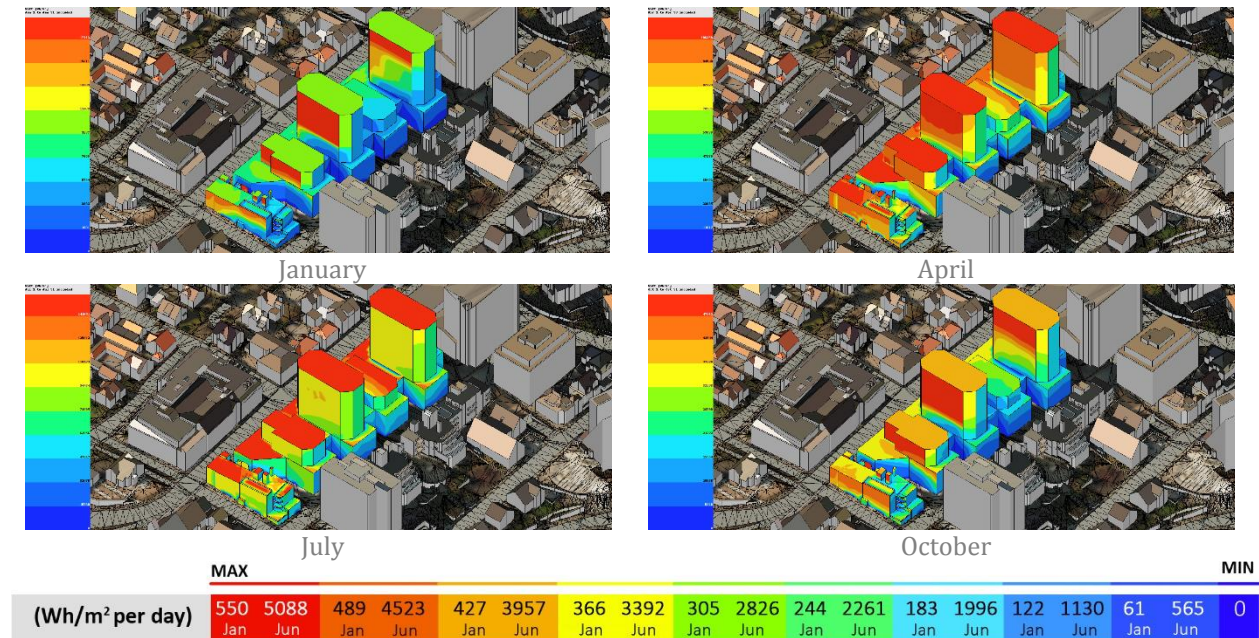 January
April
July
October
MAX
MIN
(Wh/m² per day)
550 5088 489 4523 427 3957 366 3392 305 2826 244 2261 183 1996 122 1130 61 565 0
Jan Jun Jan Jun Jan Jun Jan Jun Jan Jun Jan Jun Jan Jun Jan Jun Jan Jun